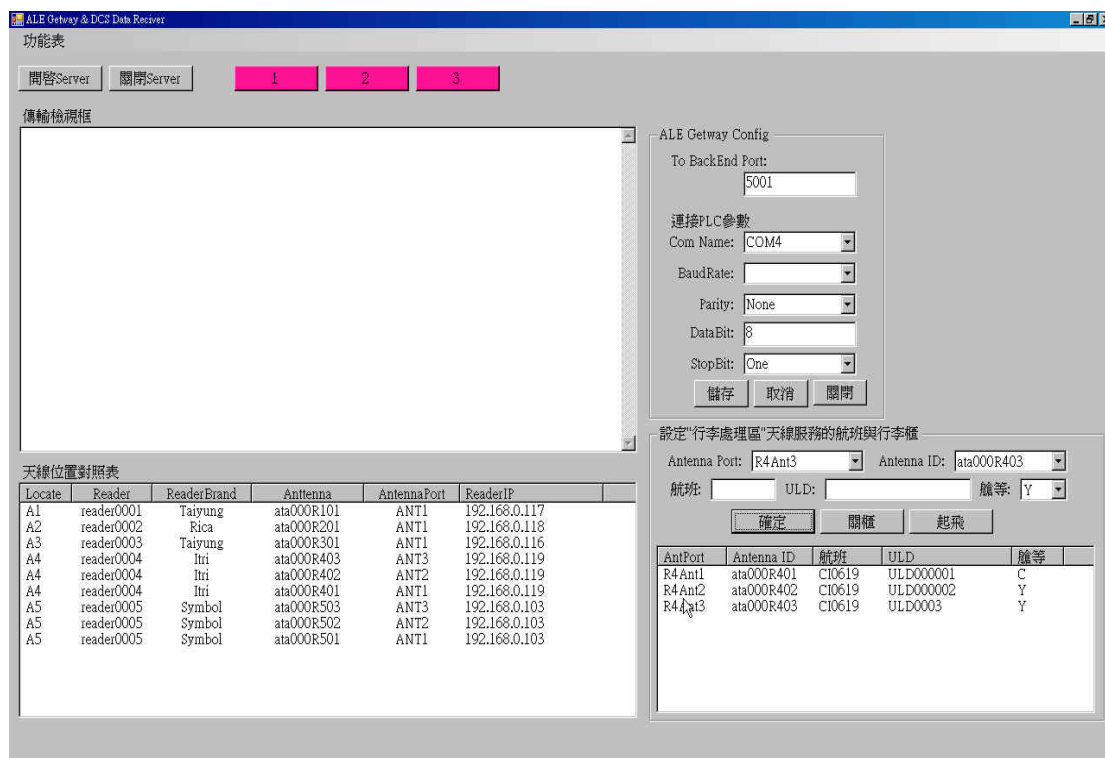 ALE Getway & DCS Data Reciver
功能表
開啓Server 關閉Server 1 2 3
傳輸檢視框
ALE Getway Config
To BackEnd Port:
5001
連接PLC參數
Com Name: COM4
BaudRate:
Parity: None
DataBit: 8
StopBit: One
儲存 取消 關閉
設定"行李處理區"天線服務的航班與行李櫃
Antenna Port: R4Ant3 Antenna ID: ata000R403
航班: ULD: 艙等: Y
確定 關櫃 起飛
AntPort Antenna ID 航班 ULD 艙等
R4Ant1 ata000R401 CI0619 ULD000001 C
R4Ant2 ata000R402 CI0619 ULD000002 Y
R4Ant3 ata000R403 CI0619 ULD0003 Y
天線位置對照表
Locate Reader ReaderBrand Anttenna AntennaPort ReaderIP
A1 reader0001 Taiyung ata000R101 ANT1 192.168.0.117
A2 reader0002 Rica ata000R201 ANT1 192.168.0.118
A3 reader0003 Taiyung ata000R301 ANT1 192.168.0.116
A4 reader0004 Itri ata000R403 ANT3 192.168.0.119
A4 reader0004 Itri ata000R402 ANT2 192.168.0.119
A4 reader0004 Itri ata000R401 ANT1 192.168.0.119
A5 reader0005 Symbol ata000R503 ANT3 192.168.0.103
A5 reader0005 Symbol ata000R502 ANT2 192.168.0.103
A5 reader0005 Symbol ata000R501 ANT1 192.168.0.103